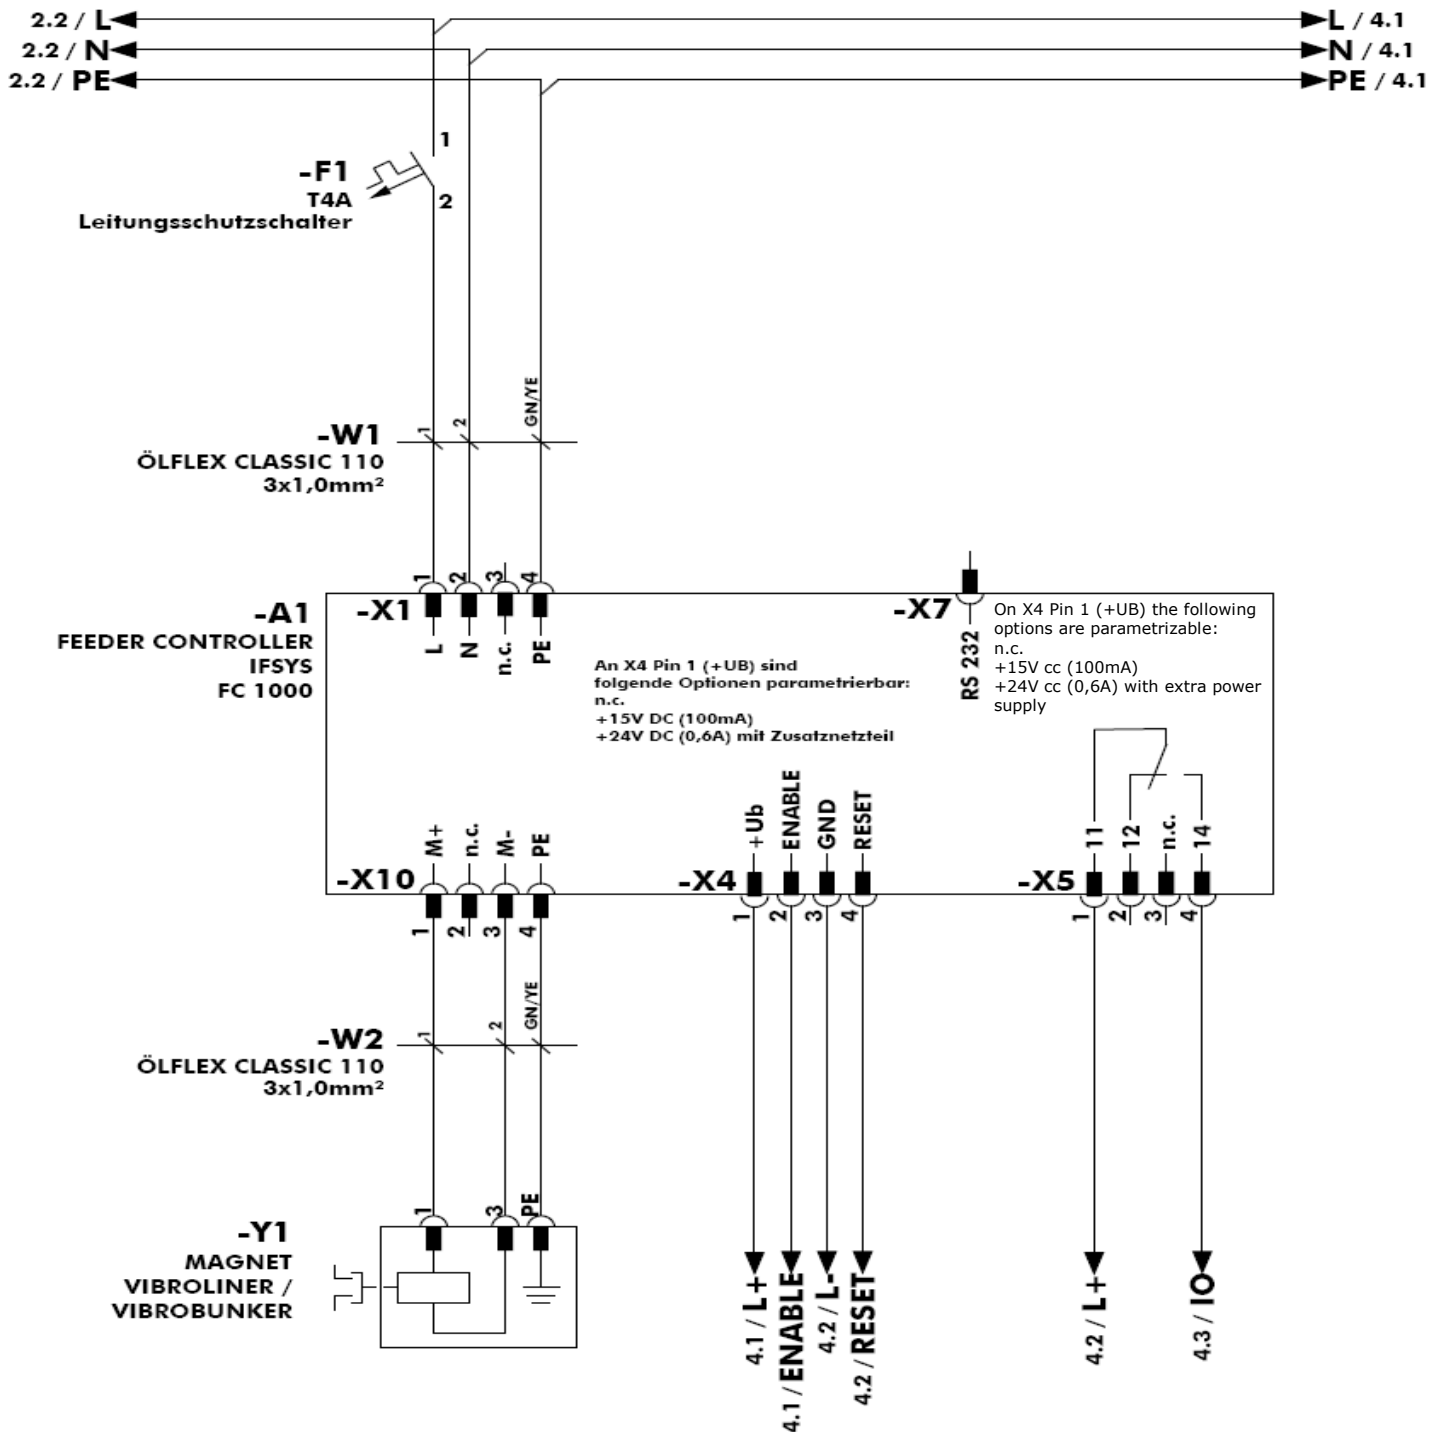 2.2 / L
L / 4.1
2.2 / N
N / 4.1
2.2 / PE
PE / 4.1
1
-F1
T4A
2
Leitungsschutzschalter
1
2
GN/YE
-W1
ÖLFLEX CLASSIC 110
3x1,0mm²
1
2
3
4
-A1
FEEDER CONTROLLER
IFSYS
FC 1000
-X1
L
N
n.c.
PE
-X7
RS 232
An X4 Pin 1 (+UB) sind
folgende Optionen parametrierbar:
n.c.
+15V DC (100mA)
+24V DC (0,6A) mit Zusatznetzteil
On X4 Pin 1 (+UB) the following
options are parametrizable:
n.c.
+15V cc (100mA)
+24V cc (0,6A) with extra power
supply
M+
n.c.
M-
PE
+Ub
ENABLE
GND
RESET
11
12
n.c.
14
-X10
-X4
-X5
1
2
3
4
1
2
3
4
1
2
3
4
1
2
GN/YE
-W2
ÖLFLEX CLASSIC 110
3x1,0mm²
1
3
PE
-Y1
MAGNET
VIBROLINER /
VIBROBUNKER
4.1 / L+
4.1 / ENABLE
4.2 / L-
4.2 / RESET
4.2 / L+
4.3 / IO